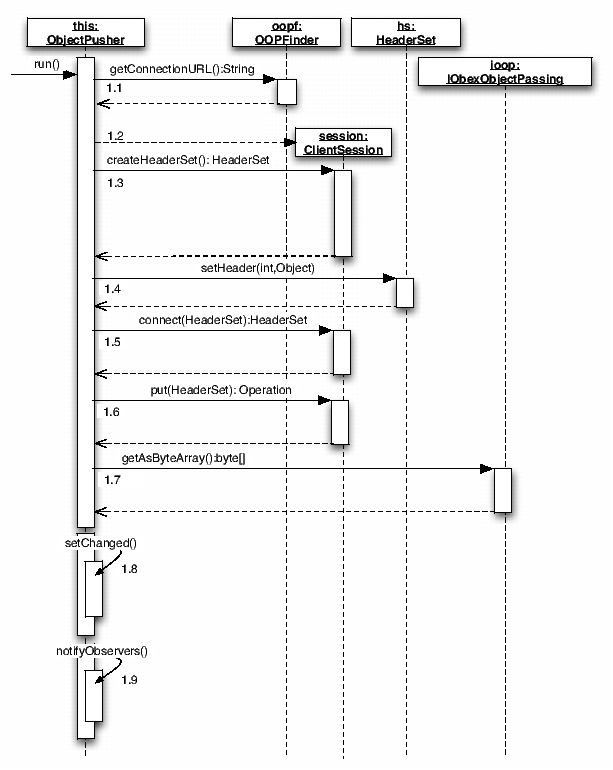 this:
ObjectPusher
oopf:
OOPFinder
hs:
HeaderSet
ioop:
IObexObjectPassing
run()
getConnectionURL():String
1.1
1.2
session:
ClientSession
createHeaderSet(): HeaderSet
1.3
setHeader(int,Object)
1.4
connect(HeaderSet):HeaderSet
1.5
put(HeaderSet): Operation
1.6
getAsByteArray():byte[]
1.7
setChanged()
1.8
notifyObservers()
1.9